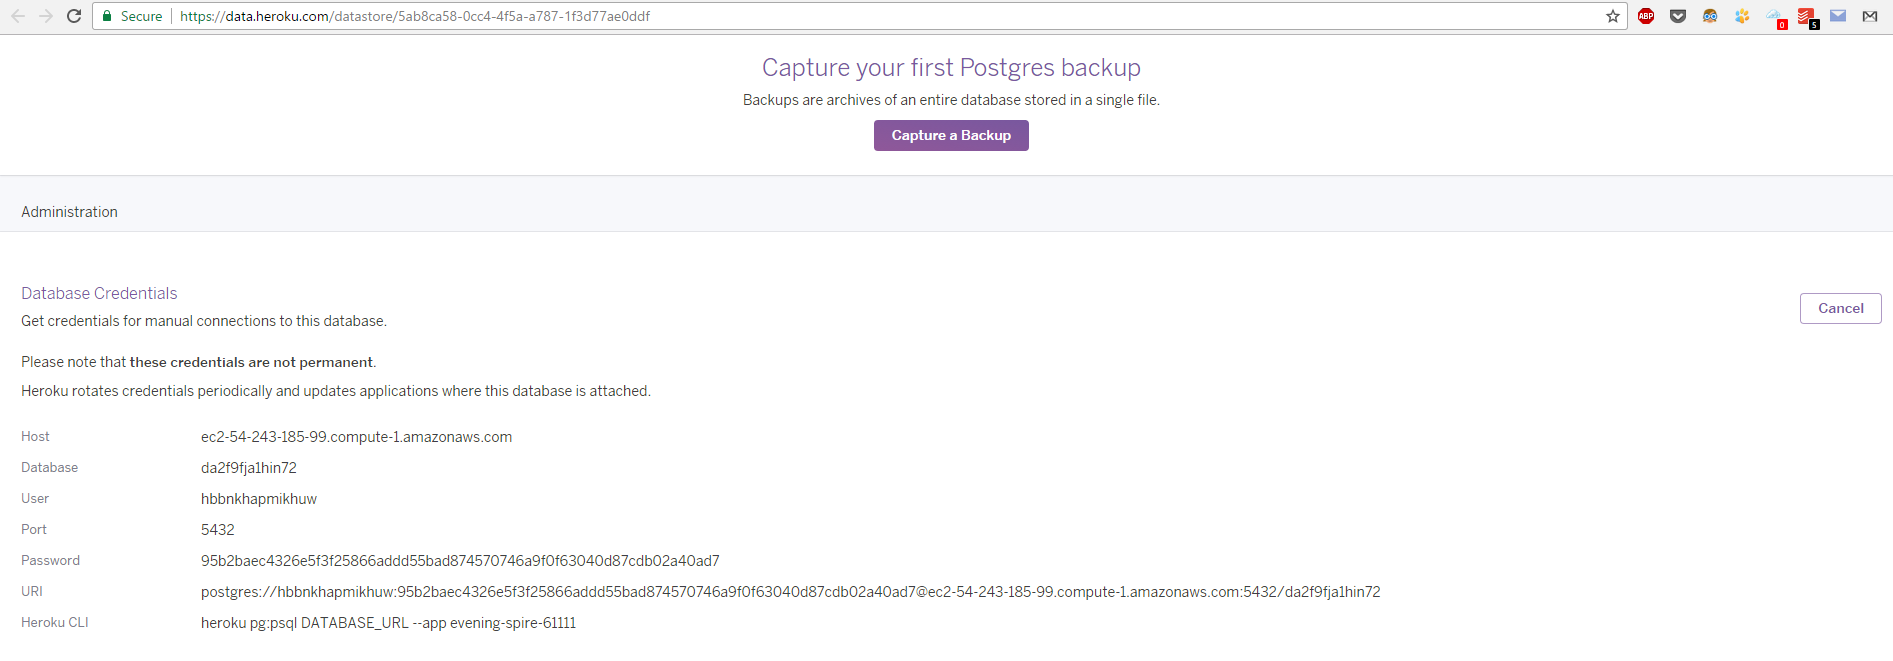 Secure https://data.heroku.com/datastore/5ab8ca58-0cc4-4f5a-a787-1f3d77ae0ddf
ABP 0 5
Capture your first Postgres backup
Backups are archives of an entire database stored in a single file.
Capture a Backup
Administration
Database Credentials
Cancel
Get credentials for manual connections to this database.
Please note that these credentials are not permanent.
Heroku rotates credentials periodically and updates applications where this database is attached.
Host ec2-54-243-185-99.compute-1.amazonaws.com
Database da2f9fja1hin72
User hbbnkhapmikhuw
Port 5432
Password 95b2baec4326e5f3f25866addd55bad874570746a9f0f63040d87cdb02a40ad7
URI postgres://hbbnkhapmikhuw:95b2baec4326e5f3f25866addd55bad874570746a9f0f63040d87cdb02a40ad7@ec2-54-243-185-99.compute-1.amazonaws.com:5432/da2f9fja1hin72
Heroku CLI heroku pg:psql DATABASE_URL --app evening-spire-61111